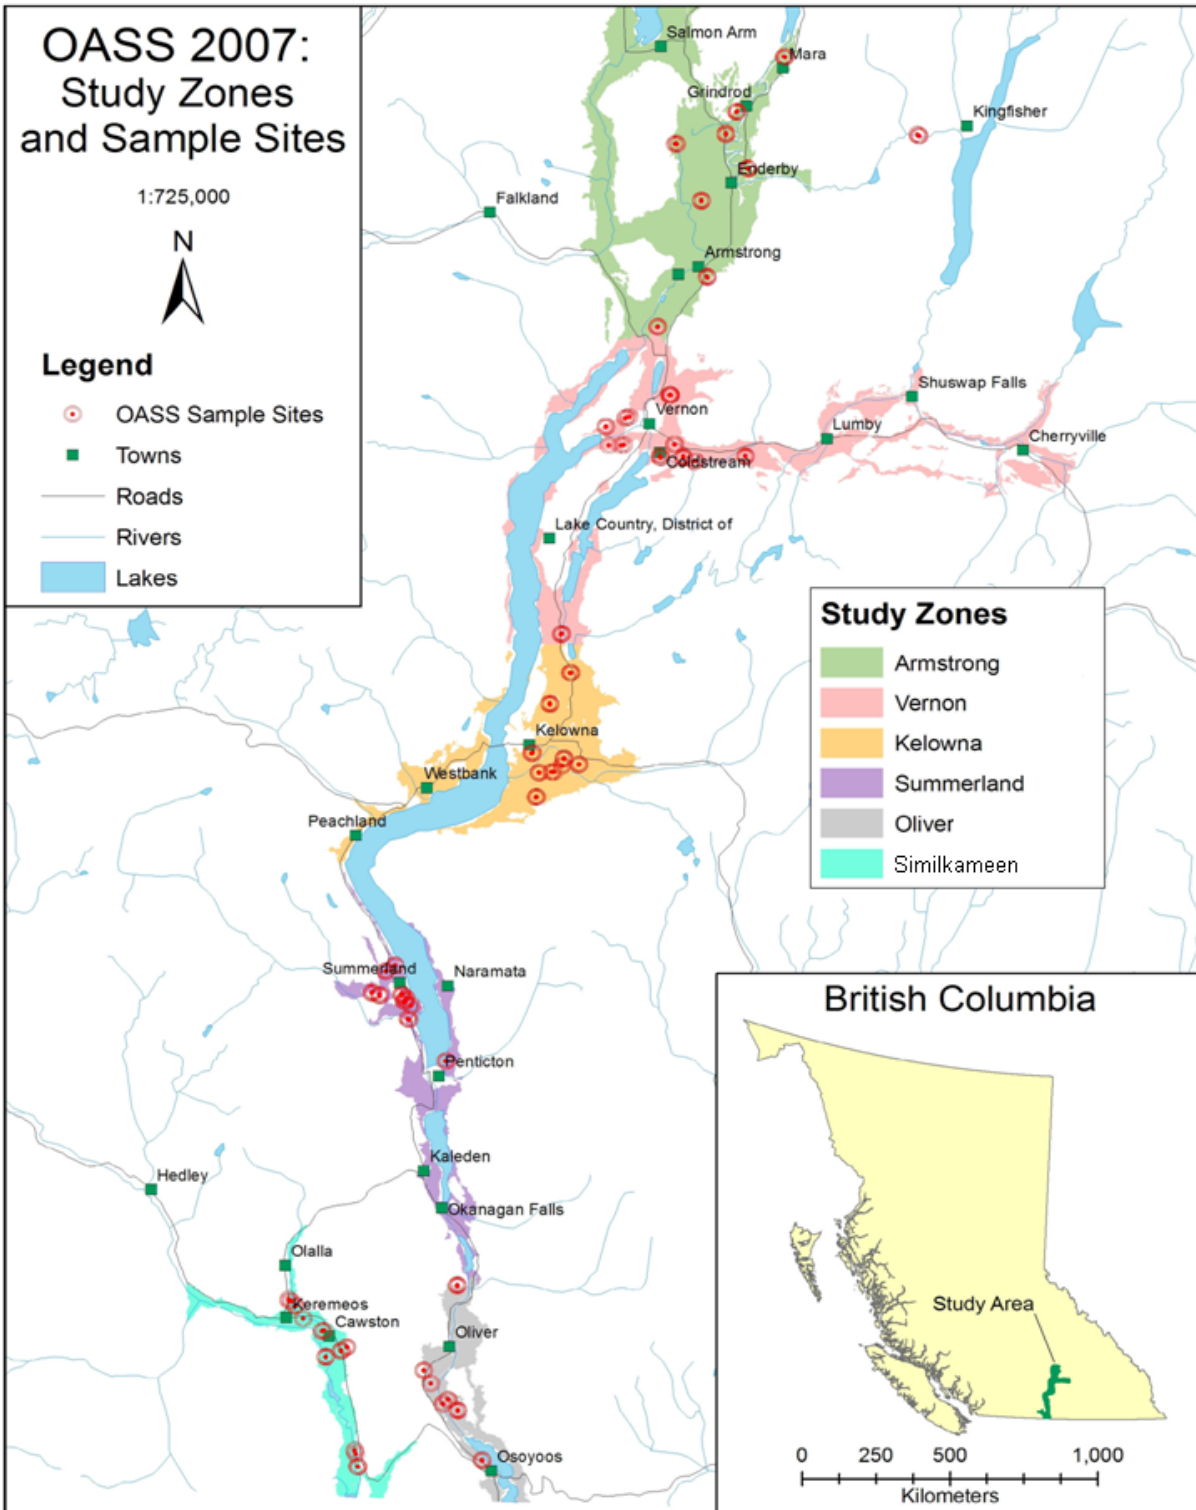 OASS 2007:
Study Zones
and Sample Sites
1:725,000
N
Legend
OASS Sample Sites
Towns
Roads
Rivers
Lakes
Salmon Arm
Mara
Grindrod
Kingfisher
Enderby
Falkland
Armstrong
Shuswap Falls
Vernon
Lumby
Cherryville
Coldstream
Lake Country, District of
Kelowna
Westbank
Peachland
Summerland
Naramata
Penticton
Kaleden
Hedley
Okanagan Falls
Olalla
Keremeos
Cawston
Oliver
Osoyoos
Study Zones
Armstrong
Vernon
Kelowna
Summerland
Oliver
Similkameen
British Columbia
Study Area
0 250 500 1,000
Kilometers